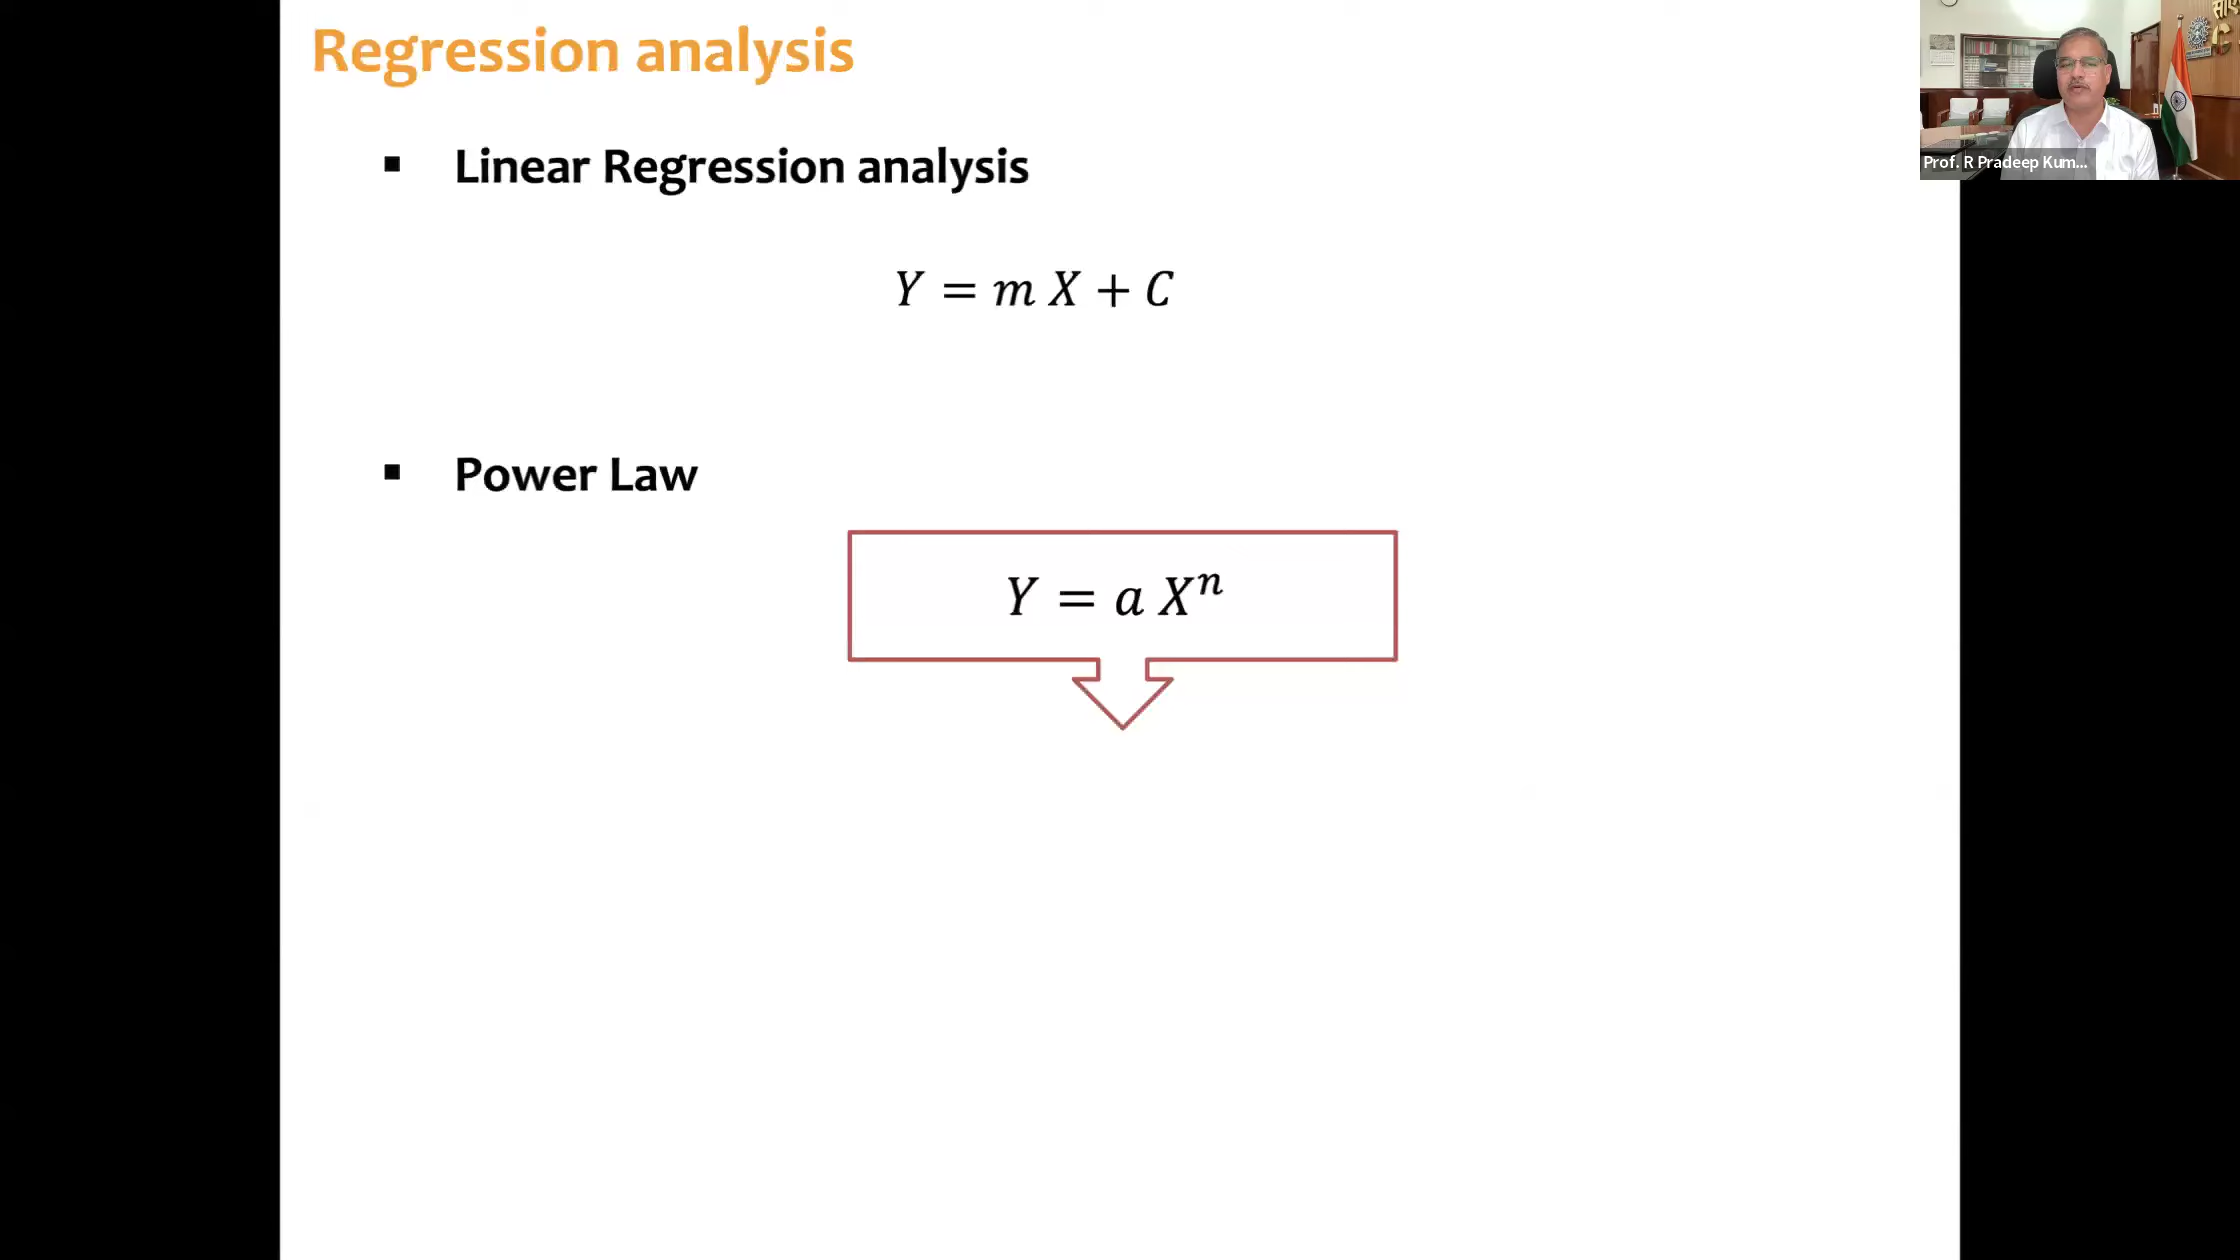 Regression analysis
▪ Linear Regression analysis
Y = m X + C
▪ Power Law
Y = a Xⁿ
Prof. R Pradeep Kum...